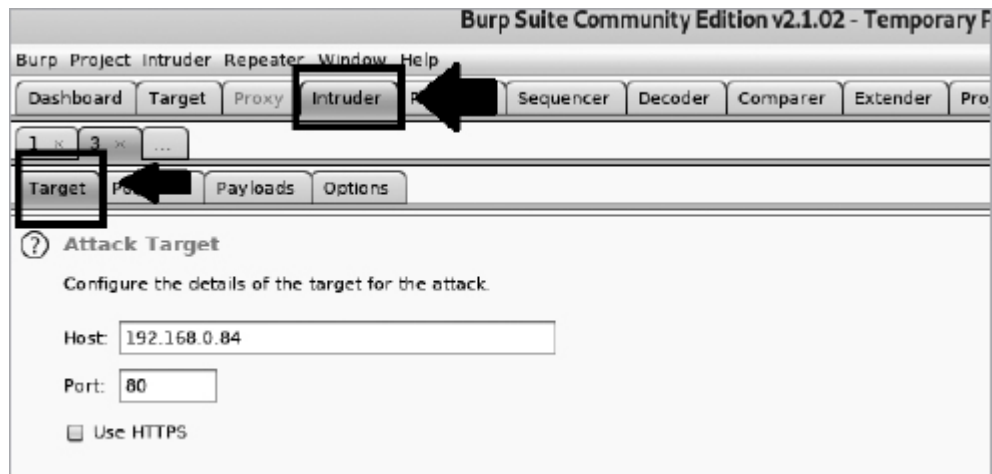 Burp Suite Community Edition v2.1.02 - Temporary P
Burp Project Intruder Repeater Window Help
Dashboard Target Proxy Intruder Sequencer Decoder Comparer Extender Pro
1 × 3 × ...
Target Payloads Options
? Attack Target
Configure the details of the target for the attack.
Host: 192.168.0.84
Port: 80
Use HTTPS